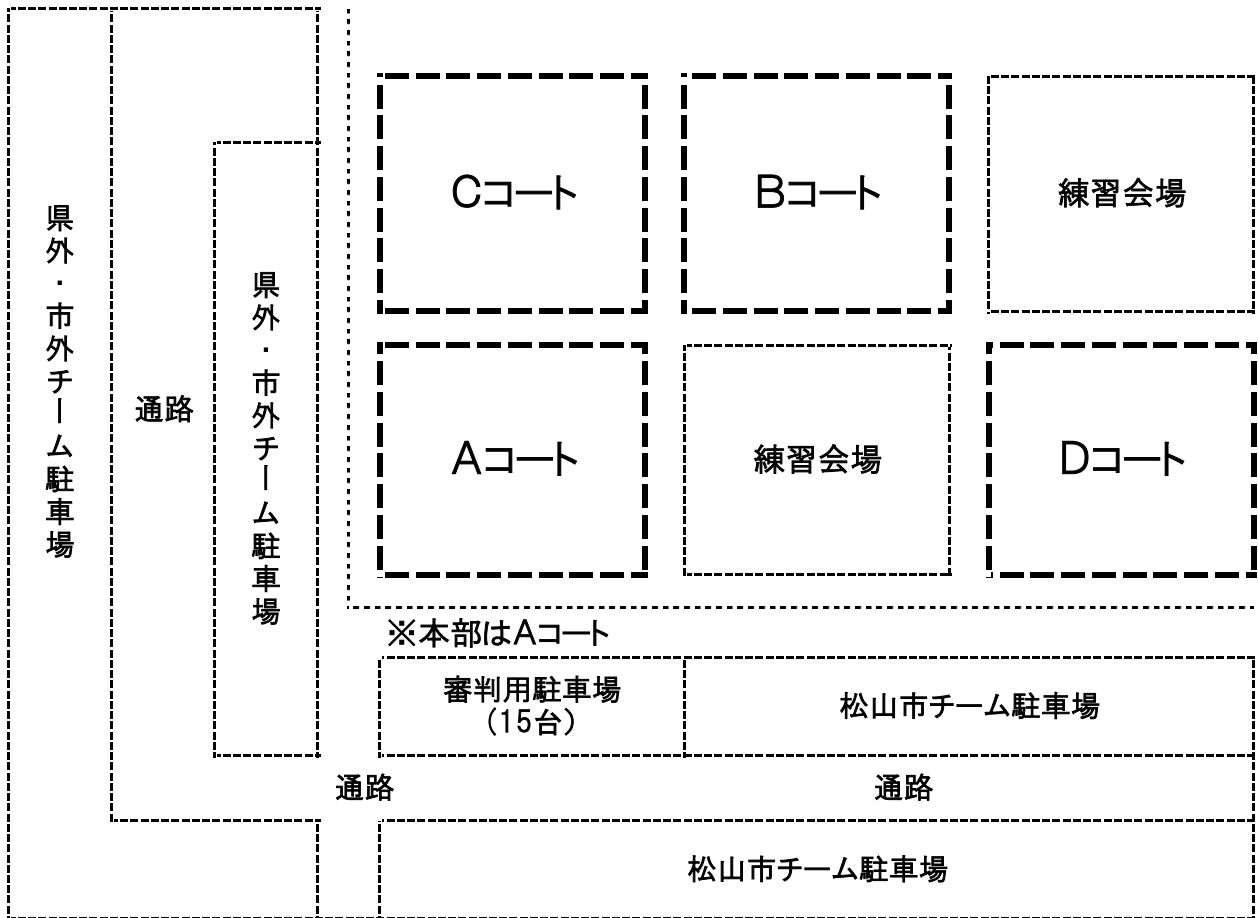 Cコート
Bコート
練習会場
県外・市外チーム駐車場
通路
県外・市外チーム駐車場
Aコート
練習会場
Dコート
※本部はAコート
審判用駐車場
(15台)
松山市チーム駐車場
通路
通路
松山市チーム駐車場